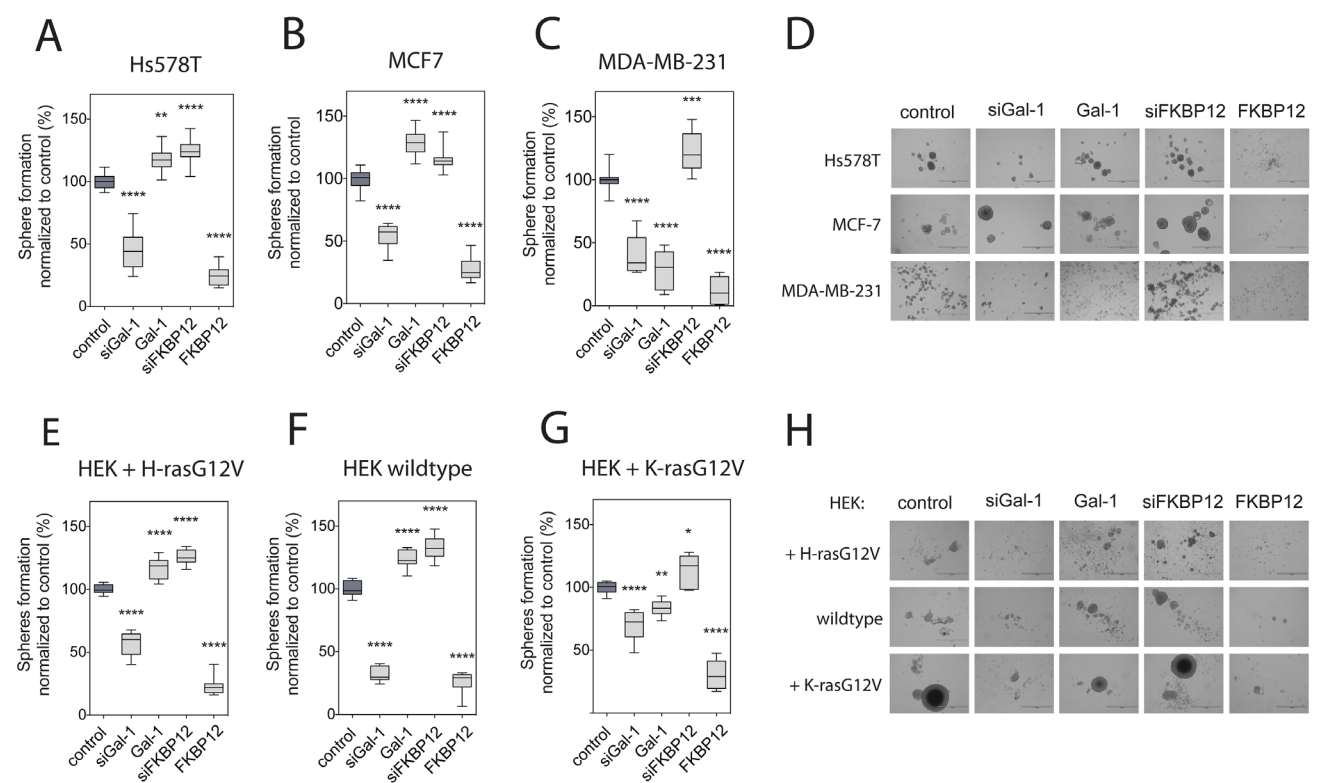 A
Hs578T
Sphere formation
normalized to control (%)
150
100
50
0
**
****
****
****
control
siGal-1
Gal-1
siFKBP12
FKBP12
B
MCF7
Spheres formation
normalized to control
150
100
50
0
****
****
****
****
control
siGal-1
Gal-1
siFKBP12
FKBP12
C
MDA-MB-231
Sphere formation
normalized to control (%)
150
100
50
0
***
****
****
****
control
siGal-1
Gal-1
siFKBP12
FKBP12
D
control siGal-1 Gal-1 siFKBP12 FKBP12
Hs578T
MCF-7
MDA-MB-231
E
HEK + H-rasG12V
Spheres formation
normalized to control (%)
150
100
50
0
****
****
****
****
control
siGal-1
Gal-1
siFKBP12
FKBP12
F
HEK wildtype
Spheres formation
normalized to control (%)
150
100
50
0
****
****
****
****
control
siGal-1
Gal-1
siFKBP12
FKBP12
G
HEK + K-rasG12V
Spheres formation
normalized to control (%)
150
100
50
*
****
**
****
control
siGal-1
Gal-1
siFKBP12
FKBP12
H
HEK: control siGal-1 Gal-1 siFKBP12 FKBP12
+ H-rasG12V
wildtype
+ K-rasG12V